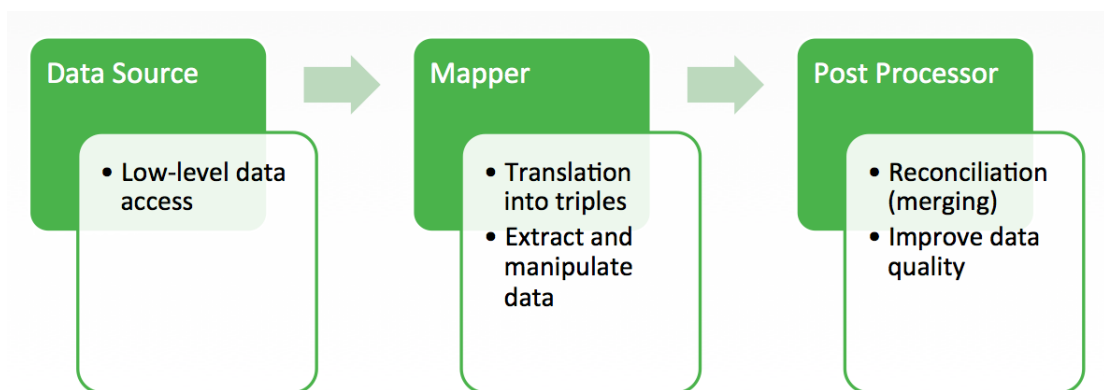 Data Source
• Low-level data
access
Mapper
• Translation
into triples
• Extract and
manipulate
data
Post Processor
• Reconciliation
(merging)
• Improve data
quality